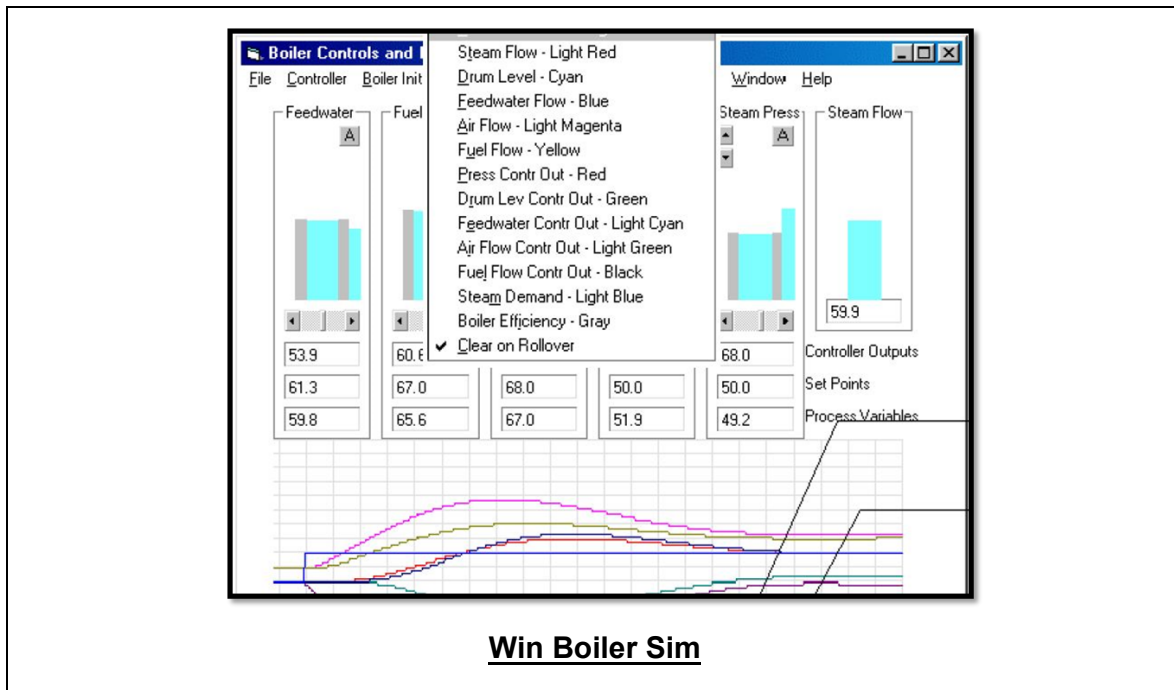 Boiler Controls and
File Controller Boiler Init Window Help
Steam Flow - Light Red
Drum Level - Cyan
Feedwater Flow - Blue
Air Flow - Light Magenta
Fuel Flow - Yellow
Press Contr Out - Red
Drum Lev Contr Out - Green
Feedwater Contr Out - Light Cyan
Air Flow Contr Out - Light Green
Fuel Flow Contr Out - Black
Steam Demand - Light Blue
Boiler Efficiency - Gray
✔ Clear on Rollover
Feedwater Fuel Steam Press Steam Flow
A A
59.9
53.9 60.6 68.0 Controller Outputs
61.3 67.0 68.0 50.0 50.0 Set Points
59.8 65.6 67.0 51.9 49.2 Process Variables
Win Boiler Sim